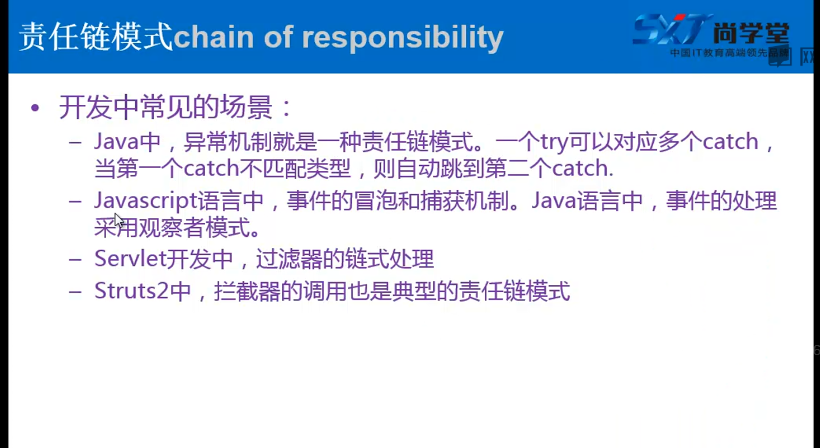 责任链模式chain of responsibility
SXT 尚学堂
中国IT教育高端领先品牌
• 开发中常见的场景：
– Java中，异常机制就是一种责任链模式。一个try可以对应多个catch，
当第一个catch不匹配类型，则自动跳到第二个catch.
– Javascript语言中，事件的冒泡和捕获机制。Java语言中，事件的处理
采用观察者模式。
– Servlet开发中，过滤器的链式处理
– Struts2中，拦截器的调用也是典型的责任链模式